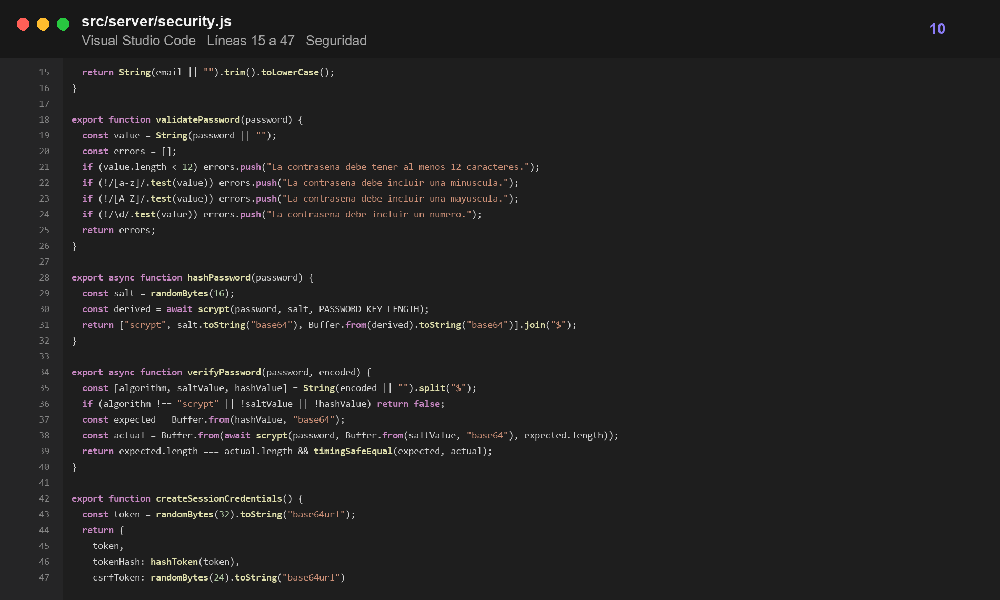 src/server/security.js
Visual Studio Code Líneas 15 a 47 Seguridad
10
15   return String(email || "").trim().toLowerCase();
16 }
17
18 export function validatePassword(password) {
19   const value = String(password || "");
20   const errors = [];
21   if (value.length < 12) errors.push("La contrasena debe tener al menos 12 caracteres.");
22   if (!/[a-z]/.test(value)) errors.push("La contrasena debe incluir una minuscula.");
23   if (!/[A-Z]/.test(value)) errors.push("La contrasena debe incluir una mayuscula.");
24   if (!/\d/.test(value)) errors.push("La contrasena debe incluir un numero.");
25   return errors;
26 }
27
28 export async function hashPassword(password) {
29   const salt = randomBytes(16);
30   const derived = await scrypt(password, salt, PASSWORD_KEY_LENGTH);
31   return ["scrypt", salt.toString("base64"), Buffer.from(derived).toString("base64")].join("$");
32 }
33
34 export async function verifyPassword(password, encoded) {
35   const [algorithm, saltValue, hashValue] = String(encoded || "").split("$");
36   if (algorithm !== "scrypt" || !saltValue || !hashValue) return false;
37   const expected = Buffer.from(hashValue, "base64");
38   const actual = Buffer.from(await scrypt(password, Buffer.from(saltValue, "base64"), expected.length));
39   return expected.length === actual.length && timingSafeEqual(expected, actual);
40 }
41
42 export function createSessionCredentials() {
43   const token = randomBytes(32).toString("base64url");
44   return {
45     token,
46     tokenHash: hashToken(token),
47     csrfToken: randomBytes(24).toString("base64url")